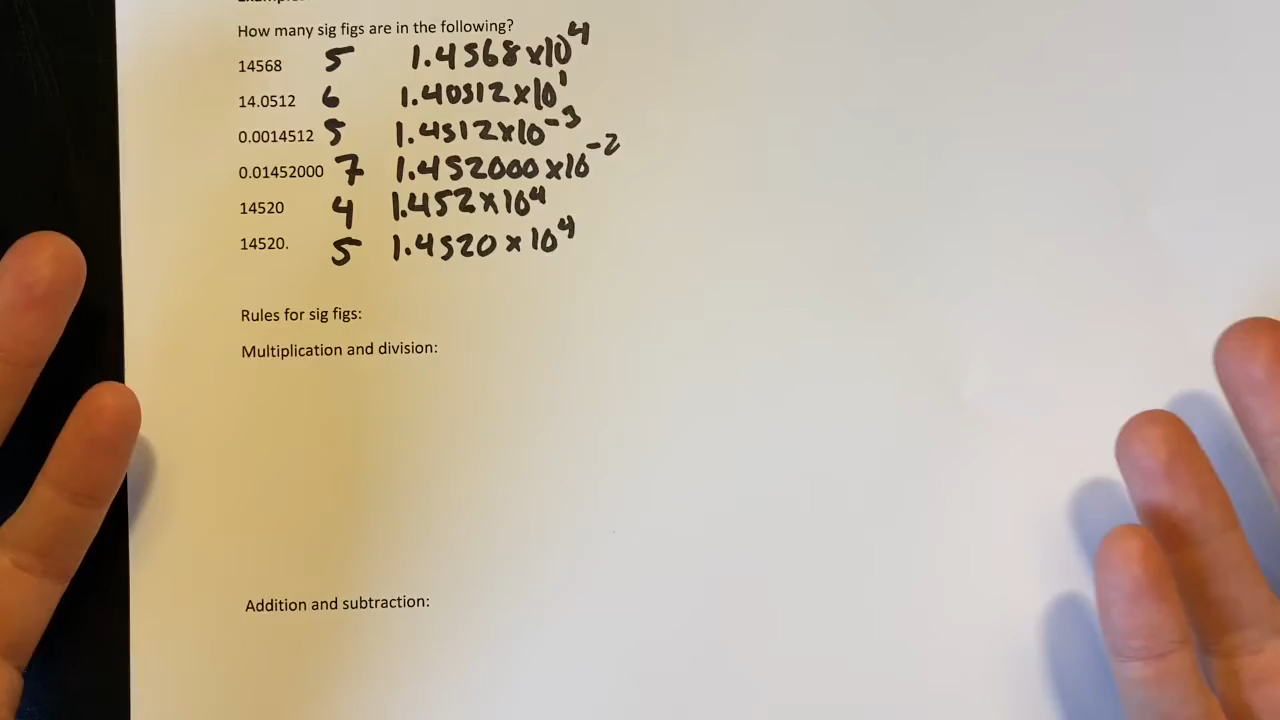 How many sig figs are in the following?
14568 5 1.4568x10^4
14.0512 6 1.40512x10^1
0.0014512 5 1.4512x10^-3
0.01452000 7 1.452000x10^-2
14520 4 1.452x10^4
14520. 5 1.4520x10^4
Rules for sig figs:
Multiplication and division:
Addition and subtraction: